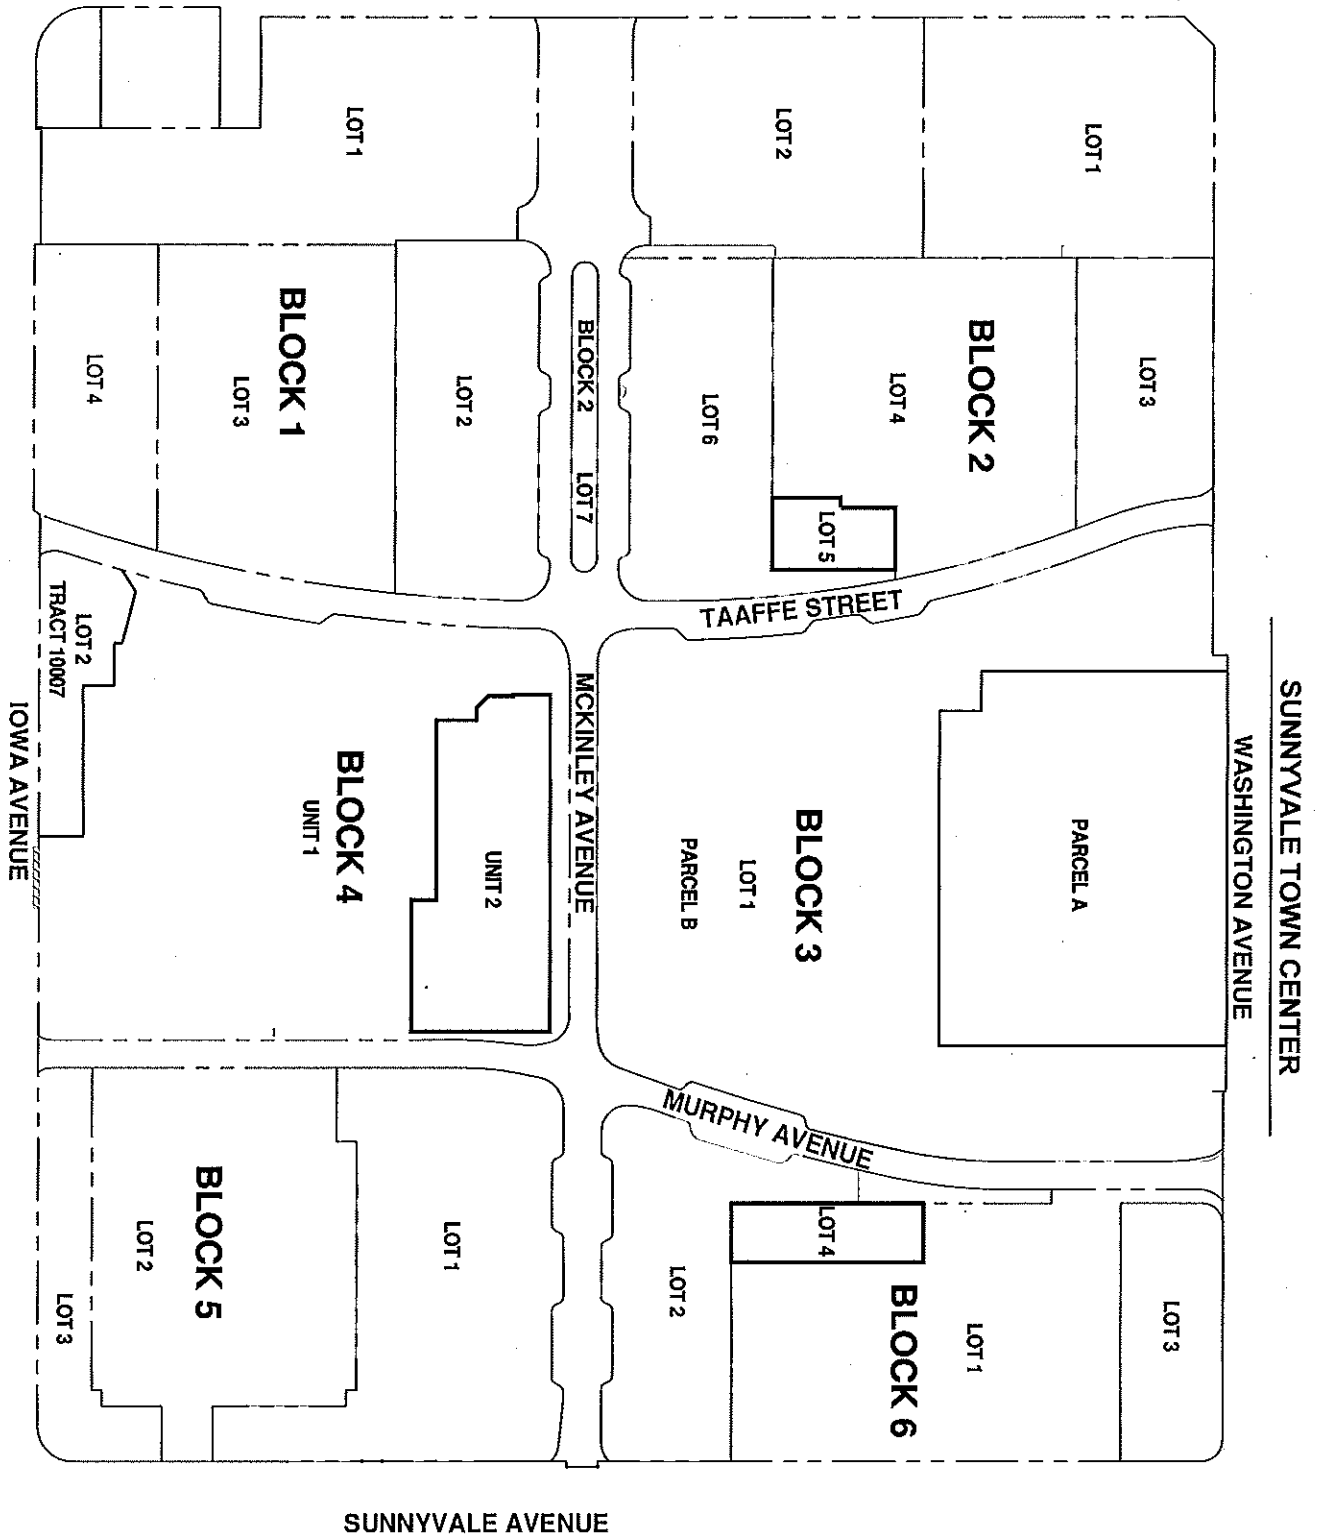 SUNNYVALE TOWN CENTER
WASHINGTON AVENUE
LOT 1
LOT 2
LOT 3
BLOCK 2
LOT 4
LOT 5
LOT 6
BLOCK 2 LOT 7
LOT 1
LOT 2
BLOCK 1
LOT 3
LOT 4
TAAFFE STREET
PARCEL A
BLOCK 3
LOT 1
PARCEL B
MCKINLEY AVENUE
UNIT 2
BLOCK 4
UNIT 1
LOT 2
TRACT 10007
IOWA AVENUE
MURPHY AVENUE
LOT 3
LOT 1
BLOCK 6
LOT 4
LOT 2
LOT 1
BLOCK 5
LOT 2
LOT 3
SUNNYVALE AVENUE